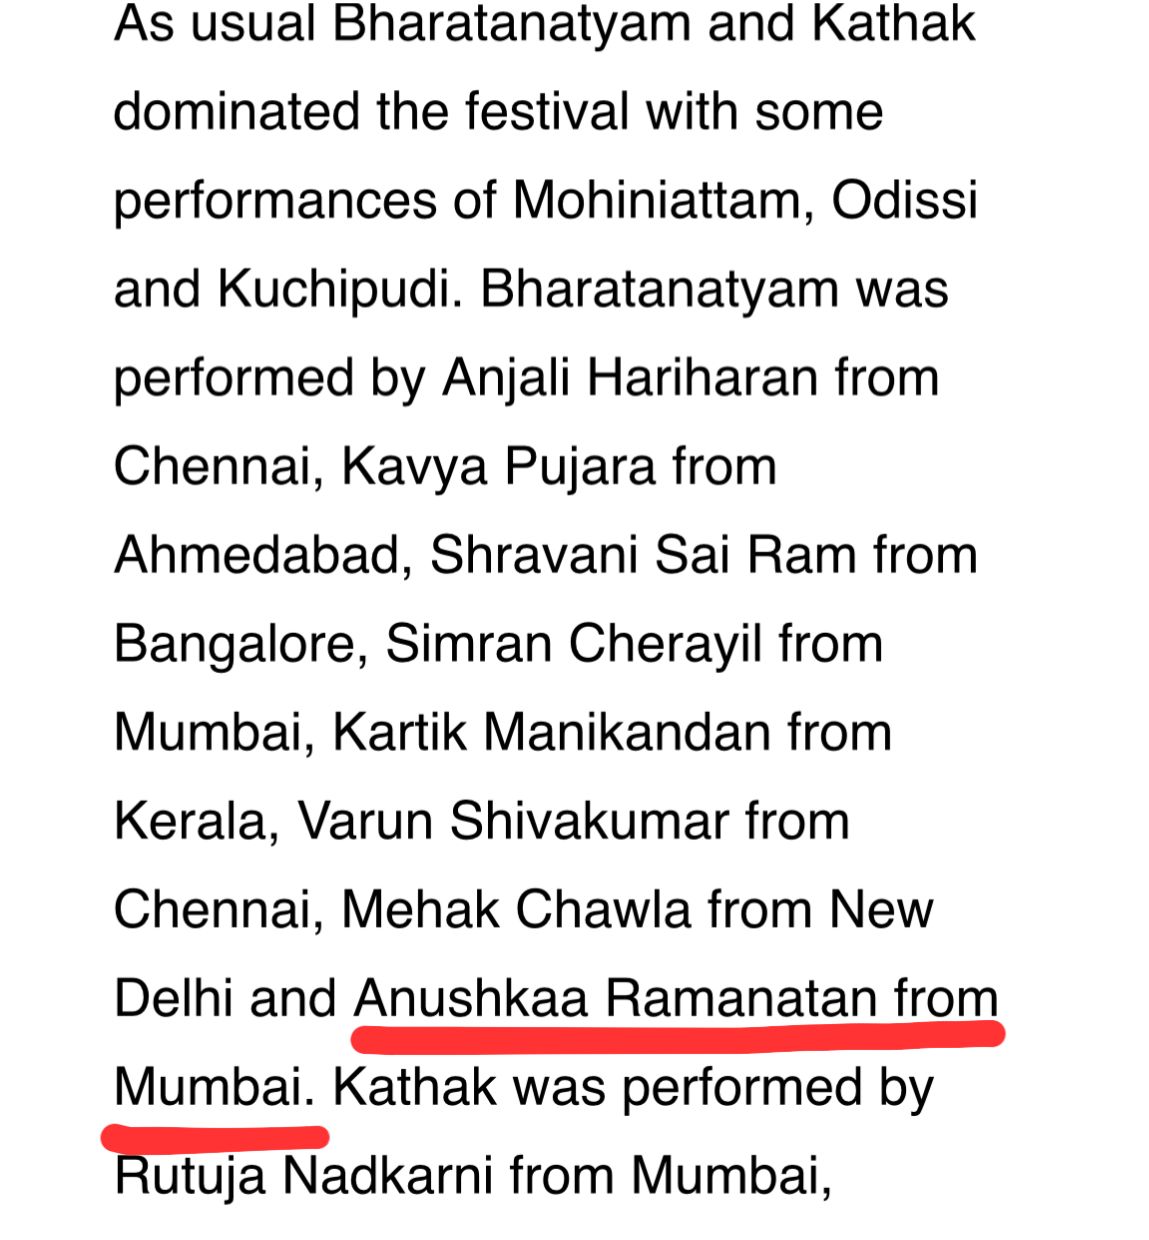 As usual Bharatanatyam and Kathak
dominated the festival with some
performances of Mohiniattam, Odissi
and Kuchipudi. Bharatanatyam was
performed by Anjali Hariharan from
Chennai, Kavya Pujara from
Ahmedabad, Shravani Sai Ram from
Bangalore, Simran Cherayil from
Mumbai, Kartik Manikandan from
Kerala, Varun Shivakumar from
Chennai, Mehak Chawla from New
Delhi and Anushkaa Ramanatan from
Mumbai. Kathak was performed by
Rutuja Nadkarni from Mumbai,